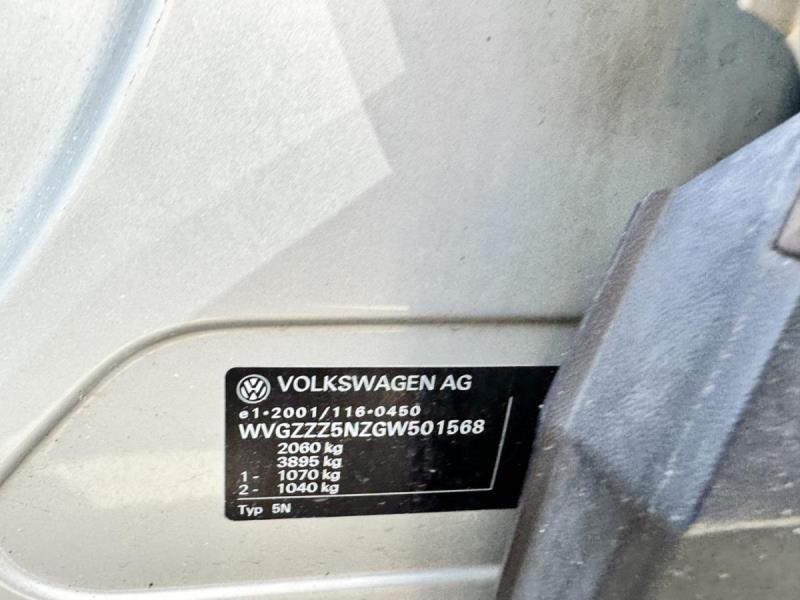 VOLKSWAGEN AG
e1*2001/116*0450
WVGZZZ5NZGW501568
2060 kg
3895 kg
1- 1070 kg
2- 1040 kg
Typ 5N